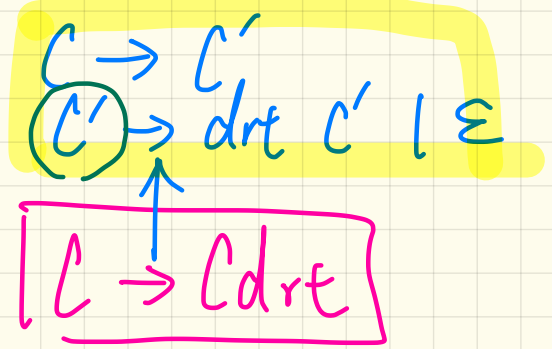 C → C'
C' → drt C' | ε
C → Cdrt